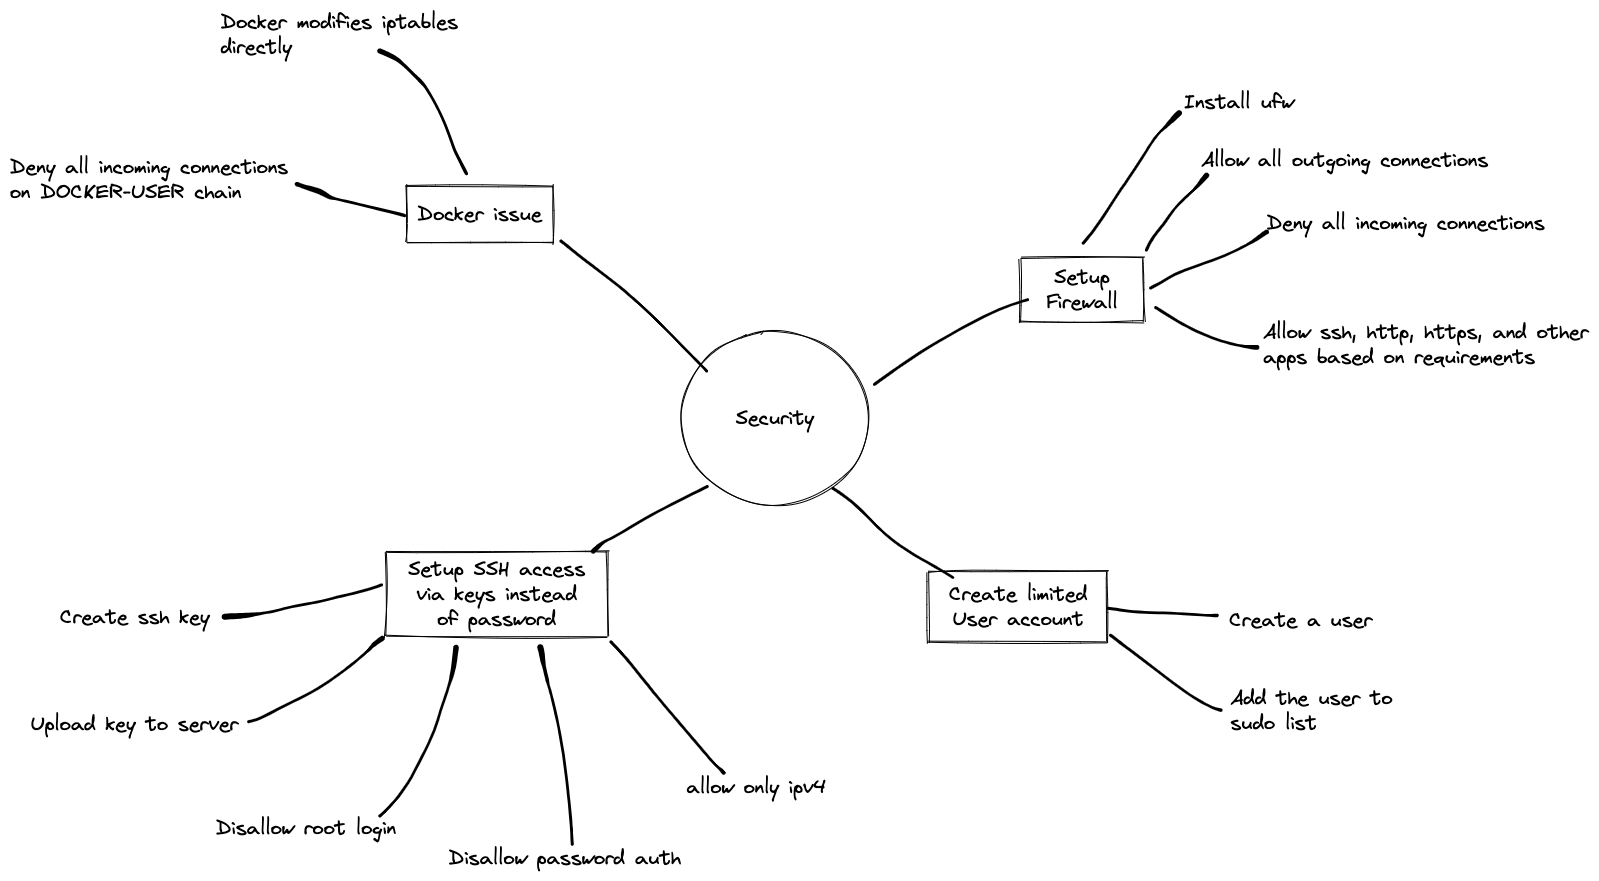 Docker modifies iptables
directly
Deny all incoming connections
on DOCKER-USER chain
Docker issue
Install ufw
Allow all outgoing connections
Deny all incoming connections
Setup
Firewall
Allow ssh, http, https, and other
apps based on requirements
Security
Setup SSH access
via keys instead
of password
Create ssh key
Upload key to server
Disallow root login
Disallow password auth
allow only ipv4
Create limited
User account
Create a user
Add the user to
sudo list